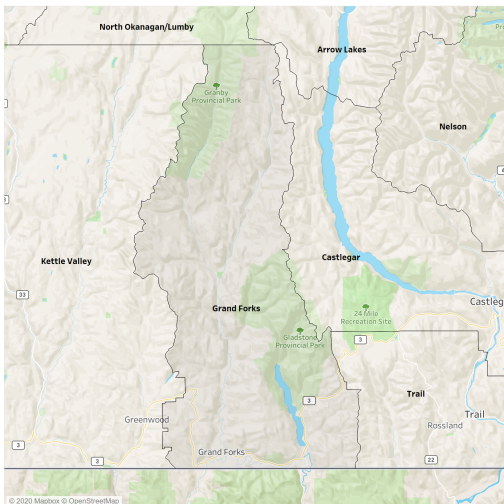 North Okanagan/Lumby
Arrow Lakes
Granby
Provincial Park
Nelson
Kettle Valley
Castlegar
33
Castleg
Grand Forks
24 Mile
Recreation Site
Gladstone
Provincial Park
3
3
Trail
Greenwood
Trail
Rossland
3
Grand Forks
3
22
© 2020 Mapbox © OpenStreetMap